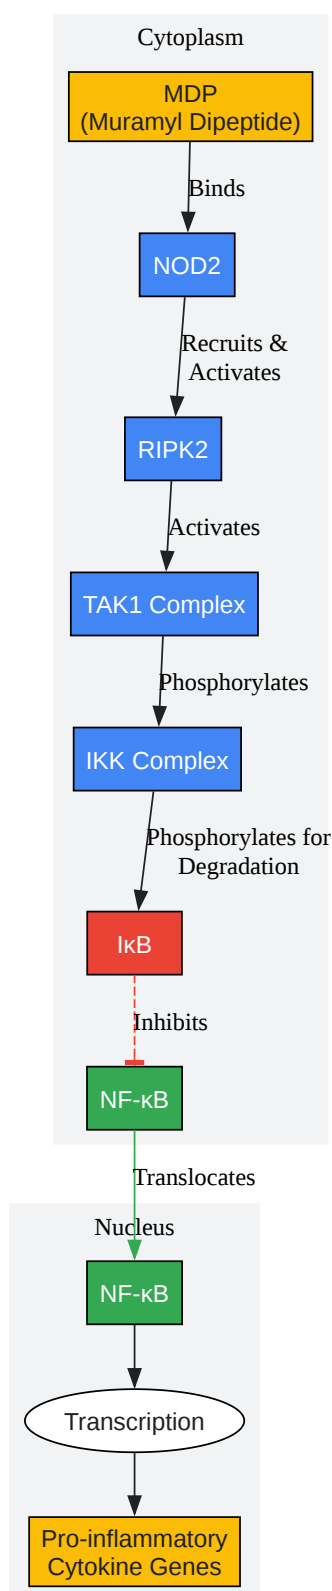 Cytoplasm
MDP
(Muramyl Dipeptide)
Binds
NOD2
Recruits &
Activates
RIPK2
Activates
TAK1 Complex
Phosphorylates
IKK Complex
Phosphorylates for
Degradation
IκB
Inhibits
NF-κB
Translocates
Nucleus
NF-κB
Transcription
Pro-inflammatory
Cytokine Genes